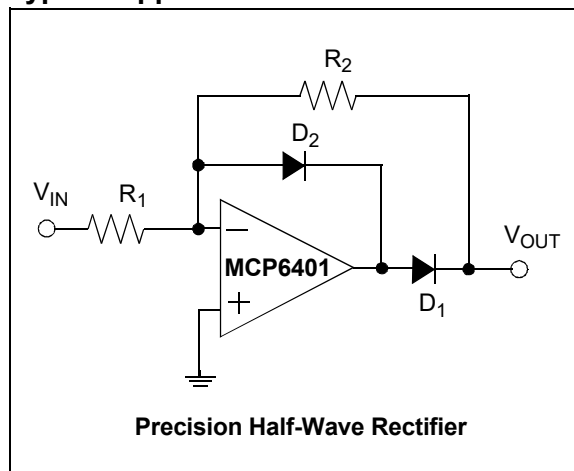 R2
D2
VIN
R1
VOUT
−
MCP6401
+
D1
Precision Half-Wave Rectifier